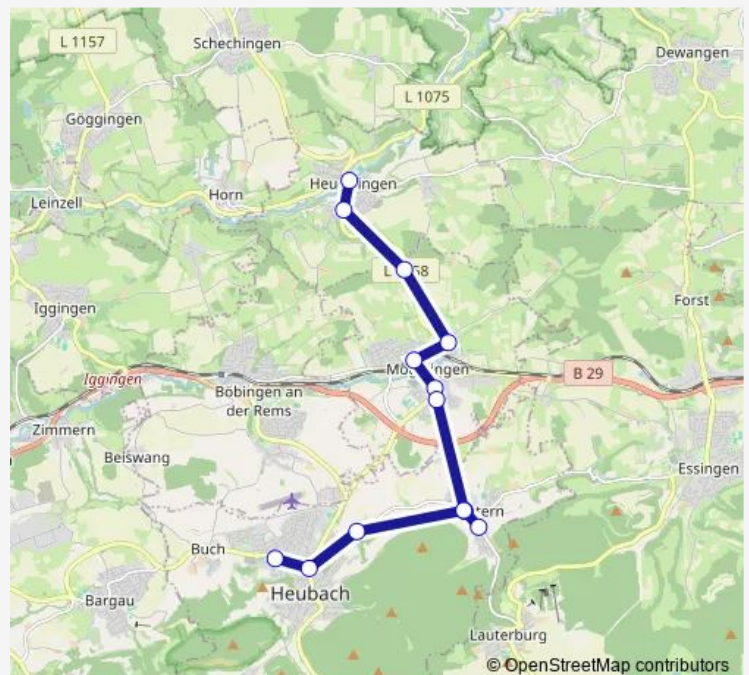 L 1157
Schechingen
Dewangen
L 1075
Göggingen
Leinzell
Horn
Heu
ingen
L
68
Iggingen
Forst
Iggingen
Mög
ingen
B 29
Böbingen an
der Rems
Zimmern
Beiswang
Essingen
tern
Buch
Heubach
Bargau
Lauterburg
© OpenStreetMap contributors